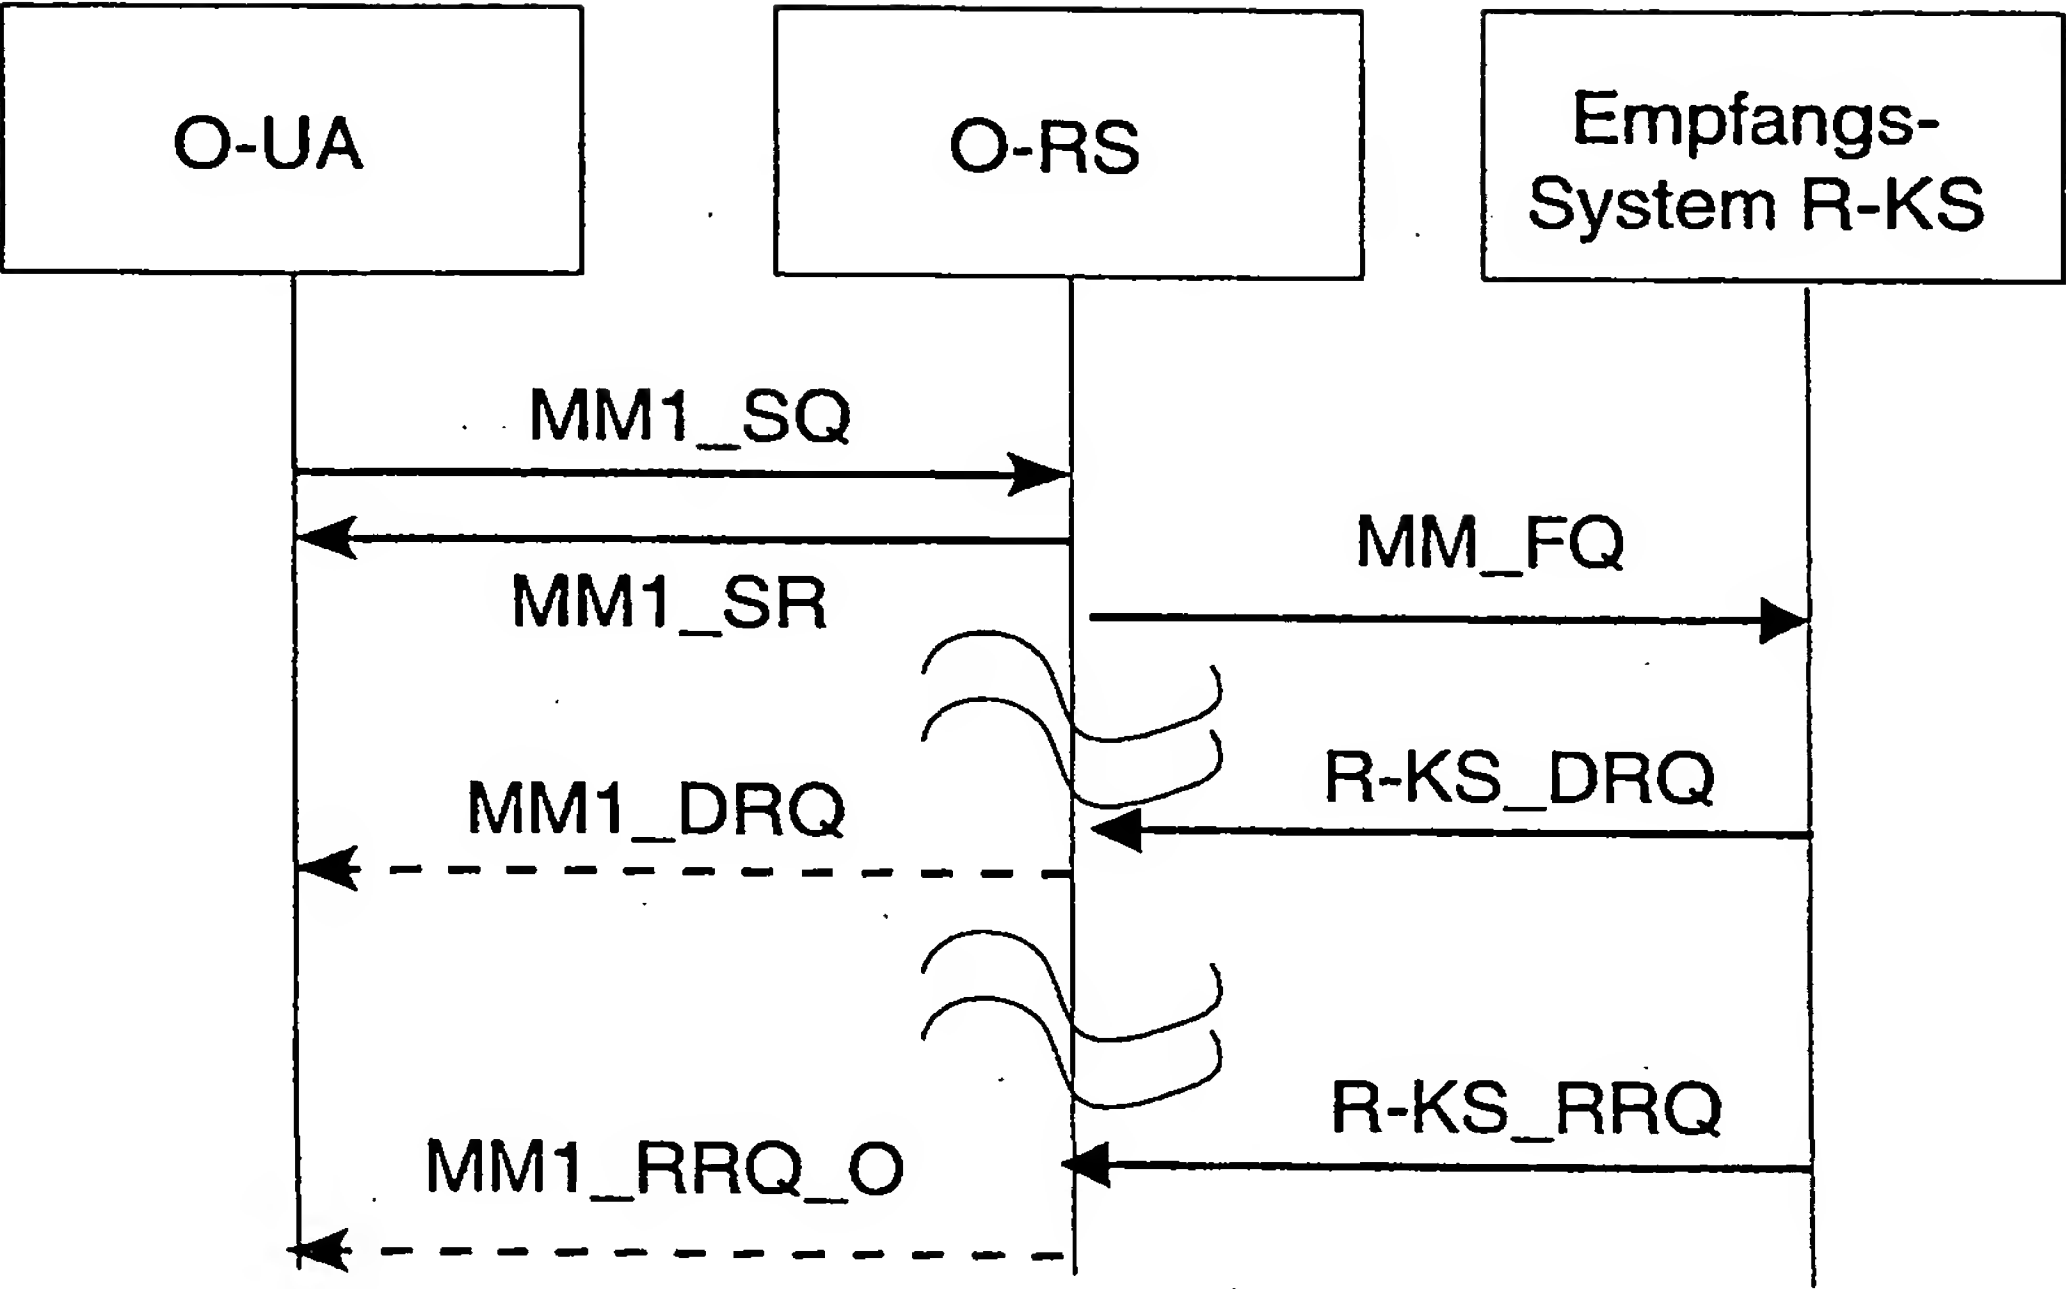 O-UA
O-RS
Empfangs-
System R-KS
MM1_SQ
MM_FQ
MM1_SR
R-KS_DRQ
MM1_DRQ
R-KS_RRQ
MM1_RRQ_O